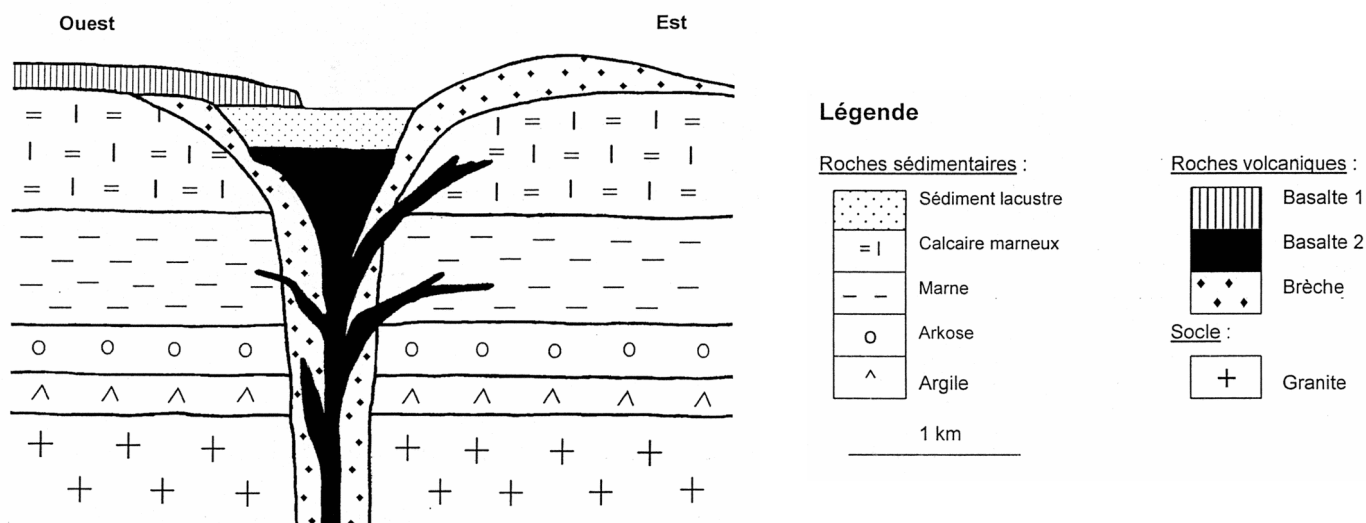 Ouest
Est
Légende
Roches sédimentaires :
Roches volcaniques :
Sédiment lacustre
Basalte 1
Calcaire marneux
Basalte 2
Marne
Brèche
Arkose
Socle :
Argile
Granite
1 km